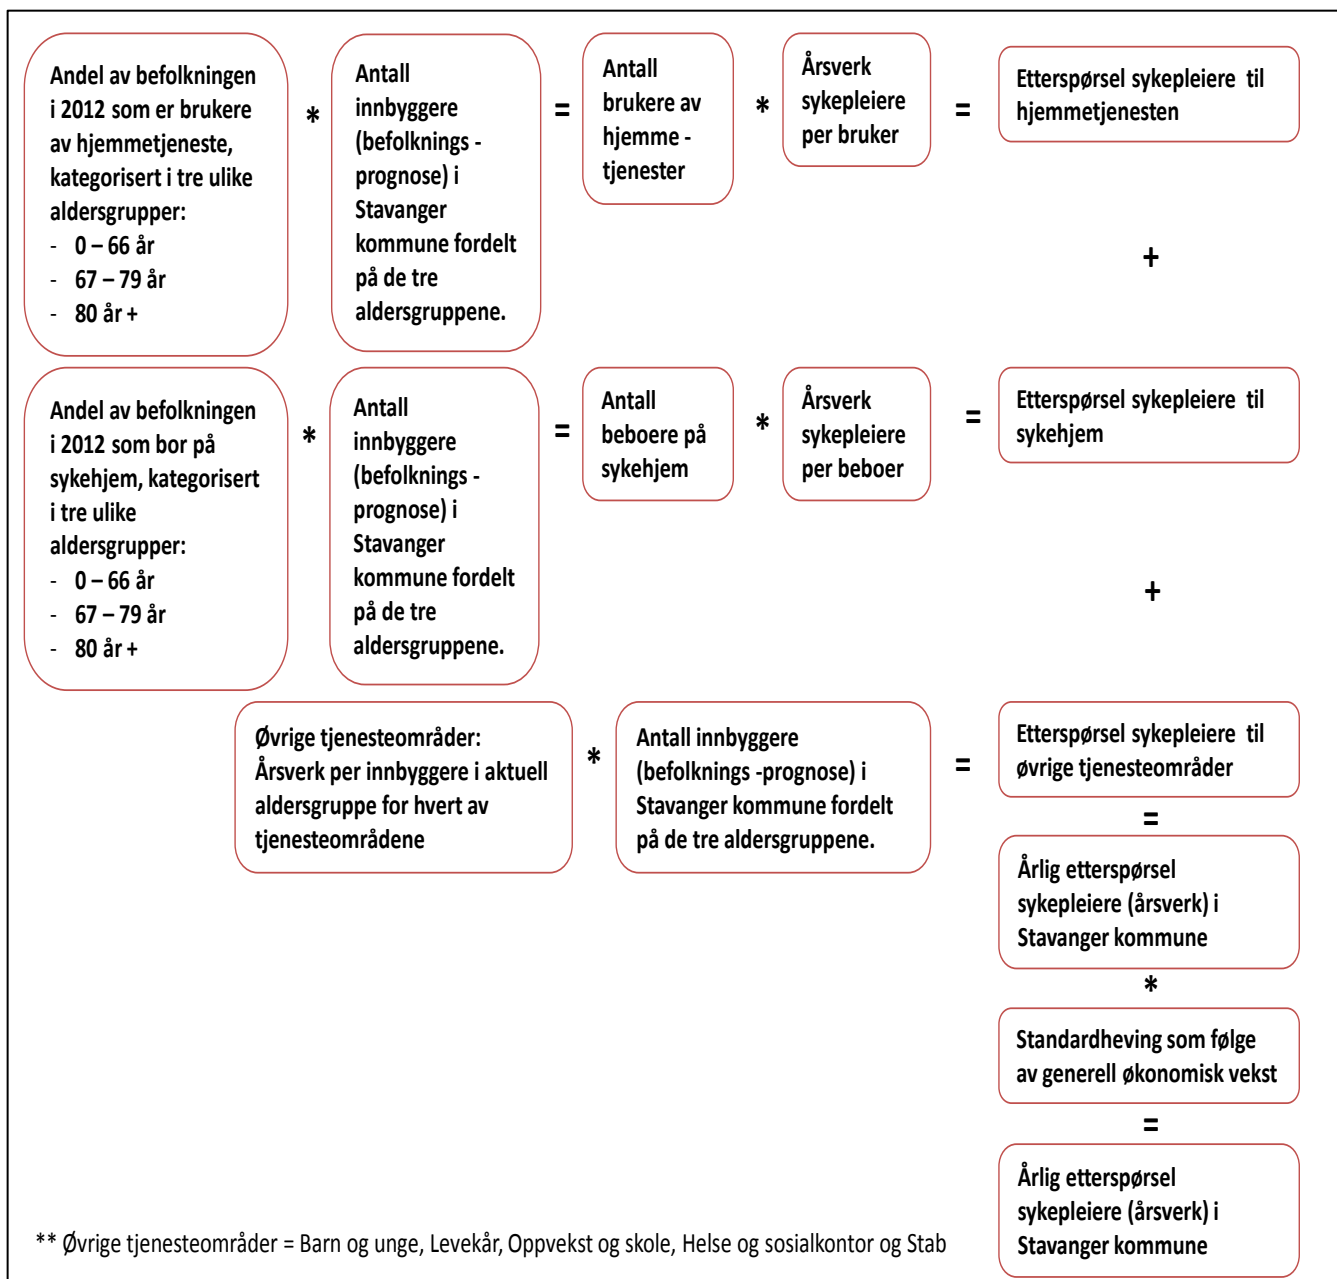 Andel av befolkningen
i 2012 som er brukere
av hjemmetjeneste,
kategorisert i tre ulike
aldersgrupper:
- 0 – 66 år
- 67 – 79 år
- 80 år +
*
Antall
innbyggere
(befolknings -
prognose) i
Stavanger
kommune fordelt
på de tre
aldersgruppene.
=
Antall
brukere av
hjemme -
tjenester
*
Årsverk
sykepleiere
per bruker
=
Etterspørsel sykepleiere til
hjemmetjenesten
+
Andel av befolkningen
i 2012 som bor på
sykehjem, kategorisert
i tre ulike
aldersgrupper:
- 0 – 66 år
- 67 – 79 år
- 80 år +
*
Antall
innbyggere
(befolknings -
prognose) i
Stavanger
kommune fordelt
på de tre
aldersgruppene.
=
Antall
beboere på
sykehjem
*
Årsverk
sykepleiere
per beboer
=
Etterspørsel sykepleiere til
sykehjem
+
Øvrige tjenesteområder:
Årsverk per innbyggere i aktuell
aldersgruppe for hvert av
tjenesteområdene
*
Antall innbyggere
(befolknings -prognose) i
Stavanger kommune fordelt
på de tre aldersgruppene.
=
Etterspørsel sykepleiere til
øvrige tjenesteområder
=
Årlig etterspørsel
sykepleiere (årsverk) i
Stavanger kommune
*
Standardheving som følge
av generell økonomisk vekst
=
Årlig etterspørsel
sykepleiere (årsverk) i
Stavanger kommune
** Øvrige tjenesteområder = Barn og unge, Levekår, Oppvekst og skole, Helse og sosialkontor og Stab